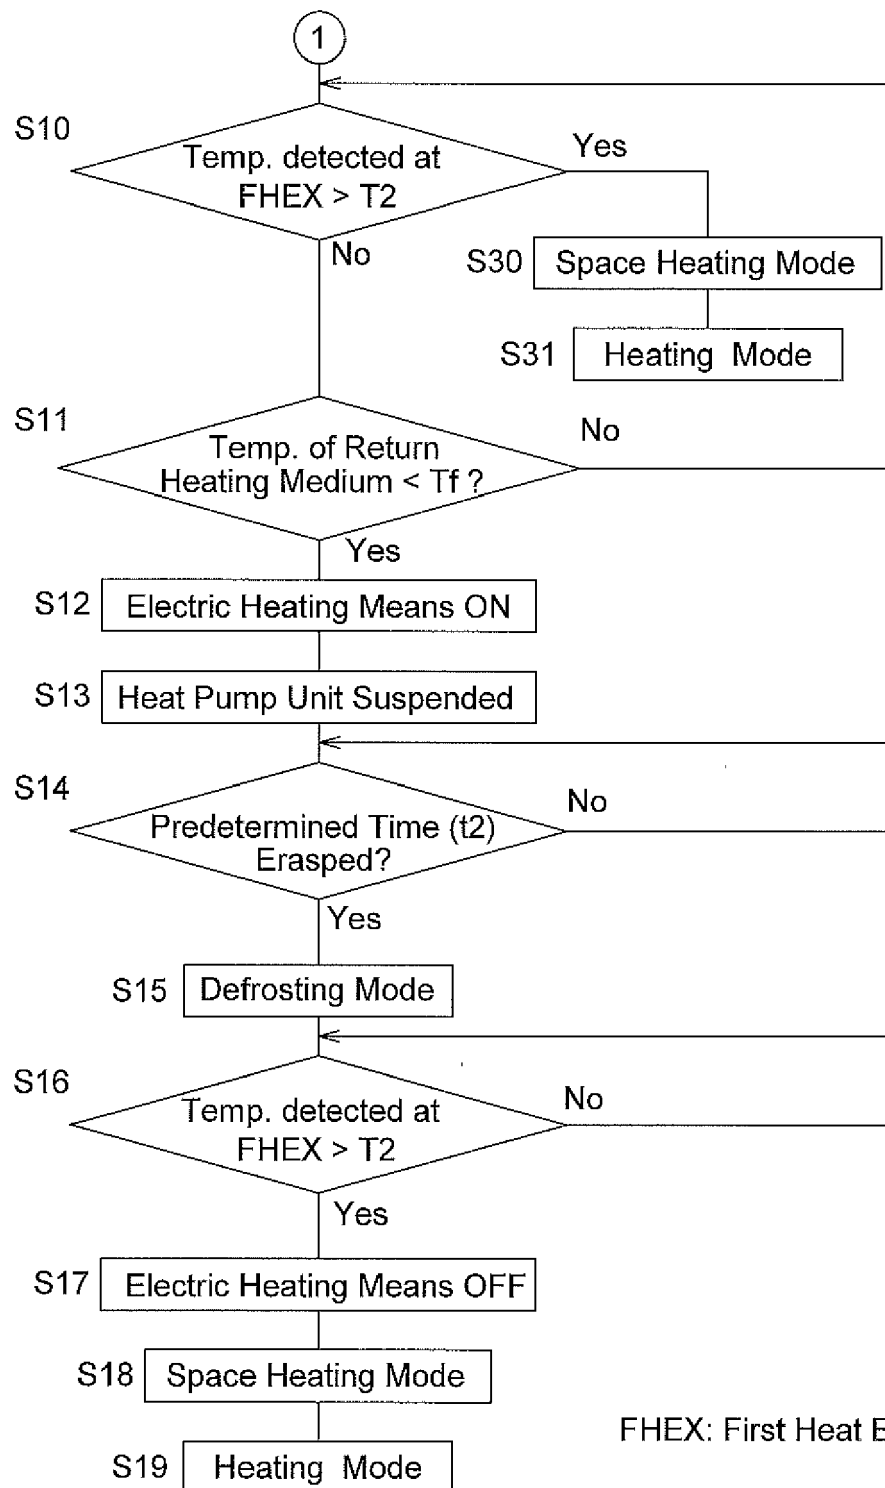 1
S10
Temp. detected at
FHEX > T2
Yes
No
S30
Space Heating Mode
S31
Heating Mode
S11
Temp. of Return
Heating Medium < Tf ?
No
Yes
S12
Electric Heating Means ON
S13
Heat Pump Unit Suspended
S14
Predetermined Time (t2)
Erasped?
No
Yes
S15
Defrosting Mode
S16
Temp. detected at
FHEX > T2
No
Yes
S17
Electric Heating Means OFF
S18
Space Heating Mode
FHEX: First Heat
S19
Heating Mode